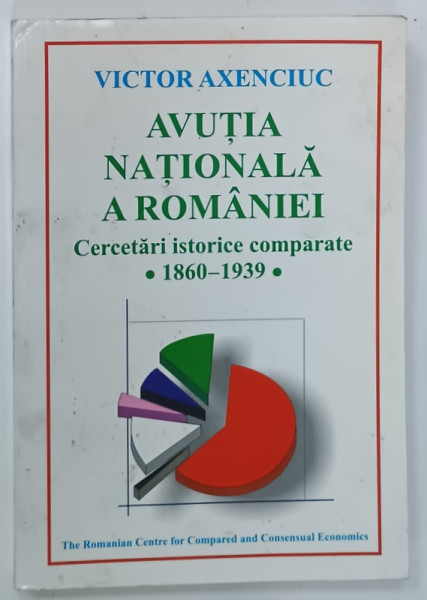 VICTOR AXENCIUC
AVUȚIA
NAȚIONALĂ
A ROMÂNIEI
Cercetări istorice comparate
• 1860–1939 •
The Romanian Centre for Compared and Consensual Economics